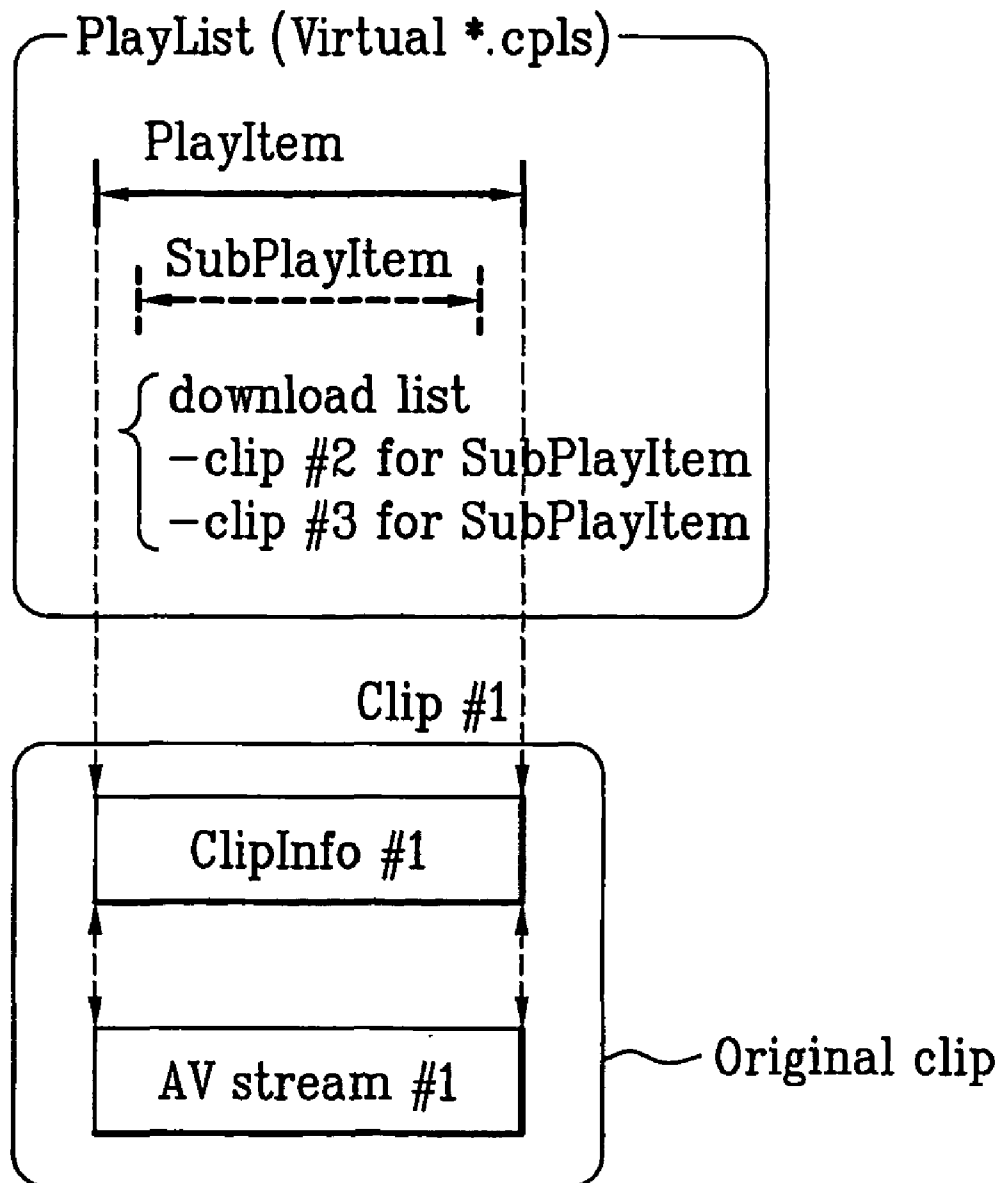 PlayList (Virtual *.cpls)
PlayItem
SubPlayItem
download list
-clip #2 for SubPlayItem
-clip #3 for SubPlayItem
Clip #1
ClipInfo #1
AV stream #1
Original clip